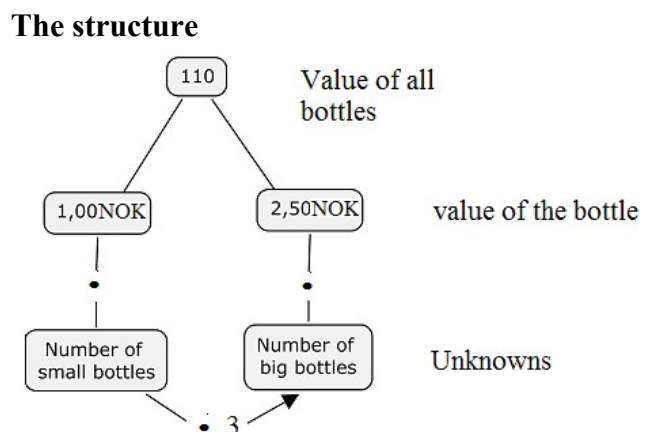 The structure
110
Value of all
bottles
1,00NOK
2,50NOK
value of the bottle
•
•
Number of
small bottles
Number of
big bottles
Unknowns
• 3